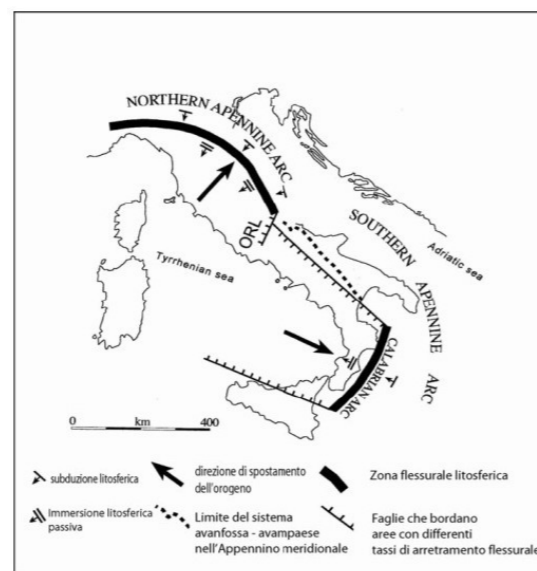 NORTHERN APENNINE ARC
ORL
SOUTHERN APENNINE ARC
Adriatic sea
Tyrrhenian sea
CALABRIAN ARC
0 km 400
subduzione litosferica
direzione di spostamento
dell'orogeno
Zona flessurale litosferica
Immersione litosferica
passiva
Limite del sistema
avanfossa - avampaese
nell'Appennino meridionale
Faglie che bordano
aree con differenti
tassi di arretramento flessurale